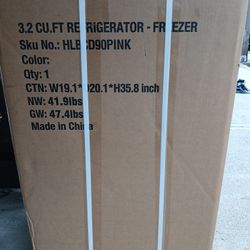 3.2 CU.FT REFRIGERATOR - FREEZER
Sku No.: HLBCD90PINK
Color:
Qty: 1
CTN: W19.1*D20.1*H35.8 inch
NW: 41.9lbs
GW: 47.4lbs
Made in China